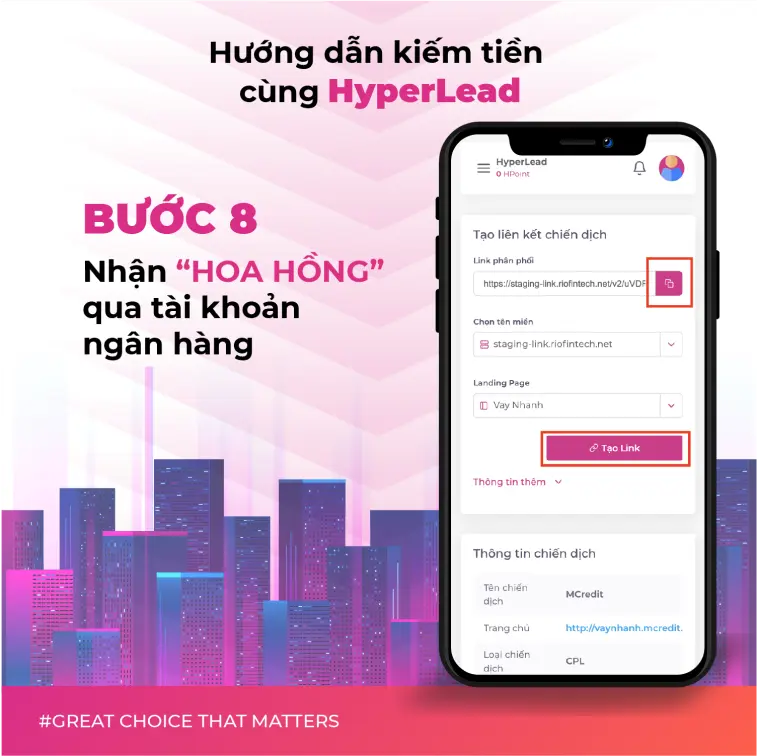 Hướng dẫn kiếm tiền
cùng HyperLead
BƯỚC 8
Nhận “HOA HỒNG”
qua tài khoản
ngân hàng
HyperLead
0 HPoint
Tạo liên kết chiến dịch
Link phân phối
https://staging-link.riofintech.net/v2/uVDF
Chọn tên miền
staging-link.riofintech.net
Landing Page
Vay Nhanh
Tạo Link
Thông tin thêm
Thông tin chiến dịch
Tên chiến
dịch
MCredit
Trang chủ
http://vaynhanh.mcredit.
Loại chiến
dịch
CPL
#GREAT CHOICE THAT MATTERS